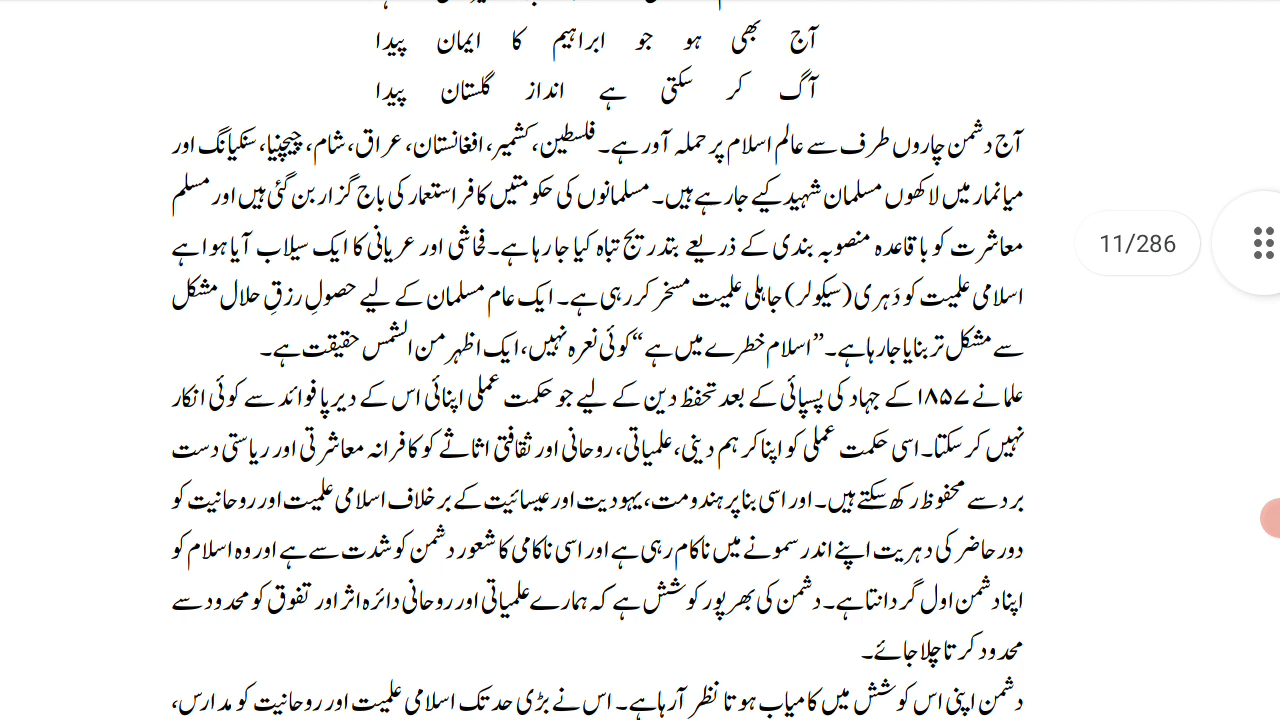 آج بھی ہو جو ابراہیم کا ایمان پیدا
آگ کر سکتی ہے انداز گلستان پیدا
آج دشمن چاروں طرف سے عالم اسلام پر حملہ آور ہے۔ فلسطین، کشمیر، افغانستان، عراق، شام، چیچنیا، سنکیانگ اور
میانمار میں لاکھوں مسلمان شہید کیے جارہے ہیں۔ مسلمانوں کی حکومتیں کافر استعمار کی باج گزار بن گئی ہیں اور مسلم
معاشرت کو باقاعدہ منصوبہ بندی کے ذریعے بتدریج تباہ کیا جا رہا ہے۔ فحاشی اور عریانی کا ایک سیلاب آیا ہوا ہے
اسلامی علمیت کو دَہری (سیکولر) جاہلی علمیت مسخر کر رہی ہے۔ ایک عام مسلمان کے لیے حصولِ رزقِ حلال مشکل
سے مشکل تر بنایا جارہا ہے۔ ”اسلام خطرے میں ہے“ کوئی نعرہ نہیں، ایک اظہر من الشمس حقیقت ہے۔
علما نے ۱۸۵۷ کے جہاد کی پسپائی کے بعد تحفظ دین کے لیے جو حکمت عملی اپنائی اس کے دیرپا فوائد سے کوئی انکار
نہیں کر سکتا۔ اسی حکمت عملی کو اپنا کر ہم دینی، علمیاتی، روحانی اور ثقافتی اثاثے کو کافرانہ معاشرتی اور ریاستی دست
برد سے محفوظ رکھ سکتے ہیں۔ اور اسی بنا پر ہندومت، یہودیت اور عیسائیت کے برخلاف اسلامی علمیت اور روحانیت کو
دور حاضر کی دہریت اپنے اندر سمونے میں ناکام رہی ہے اور اسی ناکامی کا شعور دشمن کو شدت سے ہے اور وہ اسلام کو
اپنا دشمن اول گردانتا ہے۔ دشمن کی بھرپور کوشش ہے کہ ہمارے علمیاتی اور روحانی دائرہ اثر اور تفوق کو محدود سے
محدود کرتا چلا جائے۔
دشمن اپنی اس کوشش میں کامیاب ہوتا نظر آرہا ہے۔ اس نے بڑی حد تک اسلامی علمیت اور روحانیت کو مدارس،
11/286